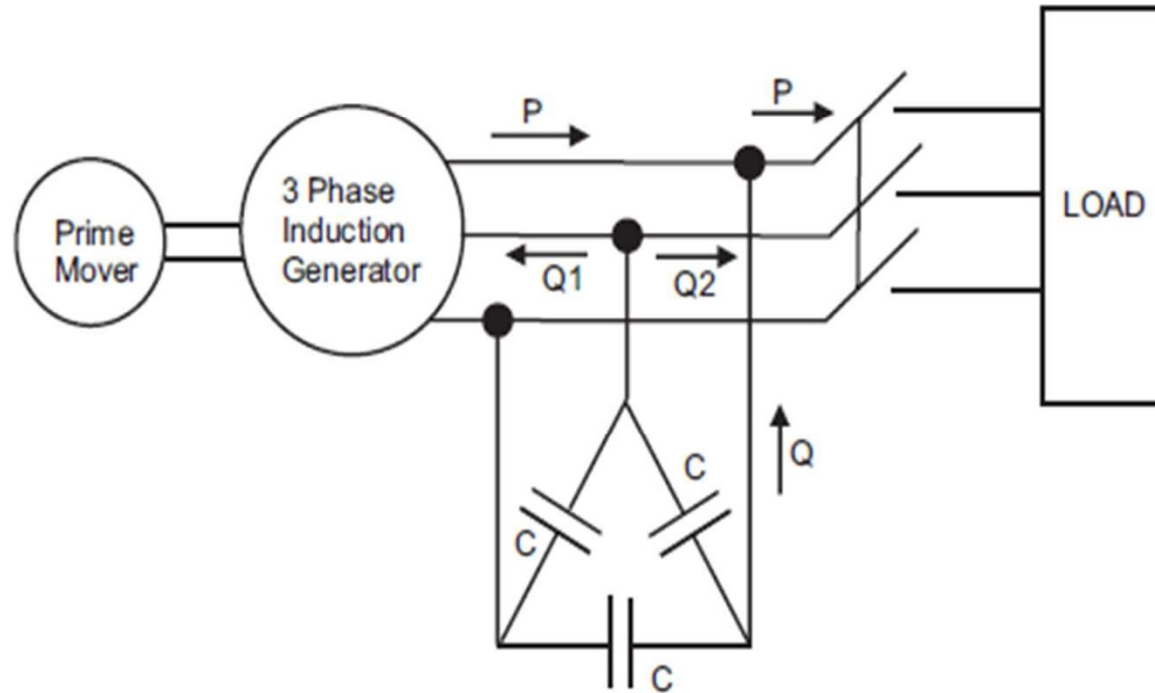 P
P
3 Phase
Induction
Generator
Prime
Mover
LOAD
Q1
Q2
Q
C
C
C